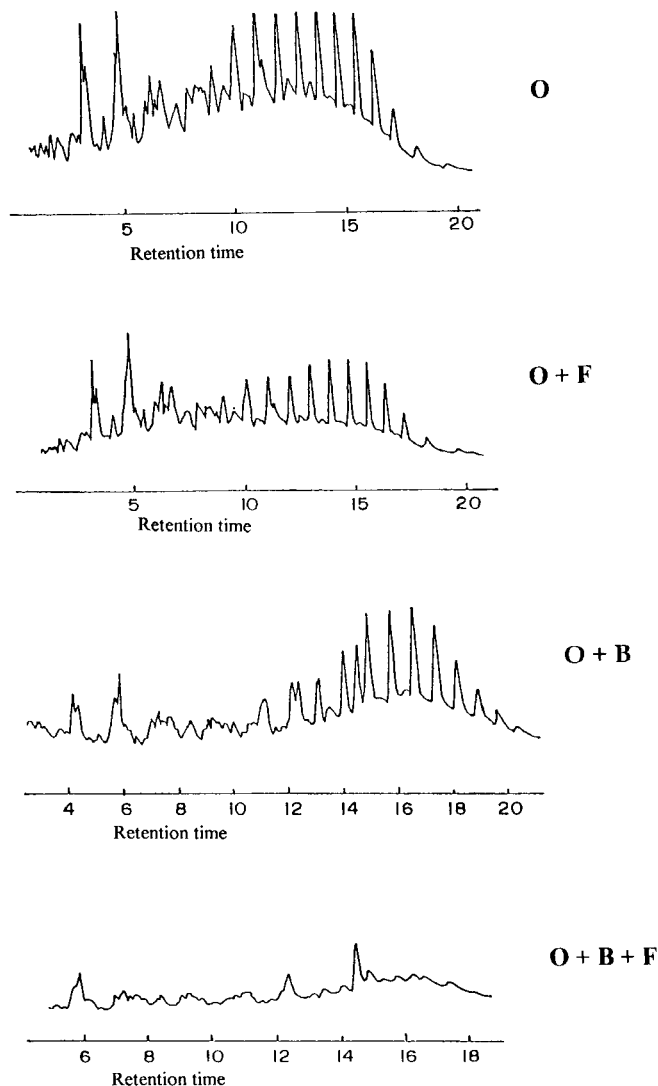 O
5 10 15 20
Retention time
O + F
5 10 15 20
Retention time
O + B
4 6 8 10 12 14 16 18 20
Retention time
O + B + F
6 8 10 12 14 16 18
Retention time